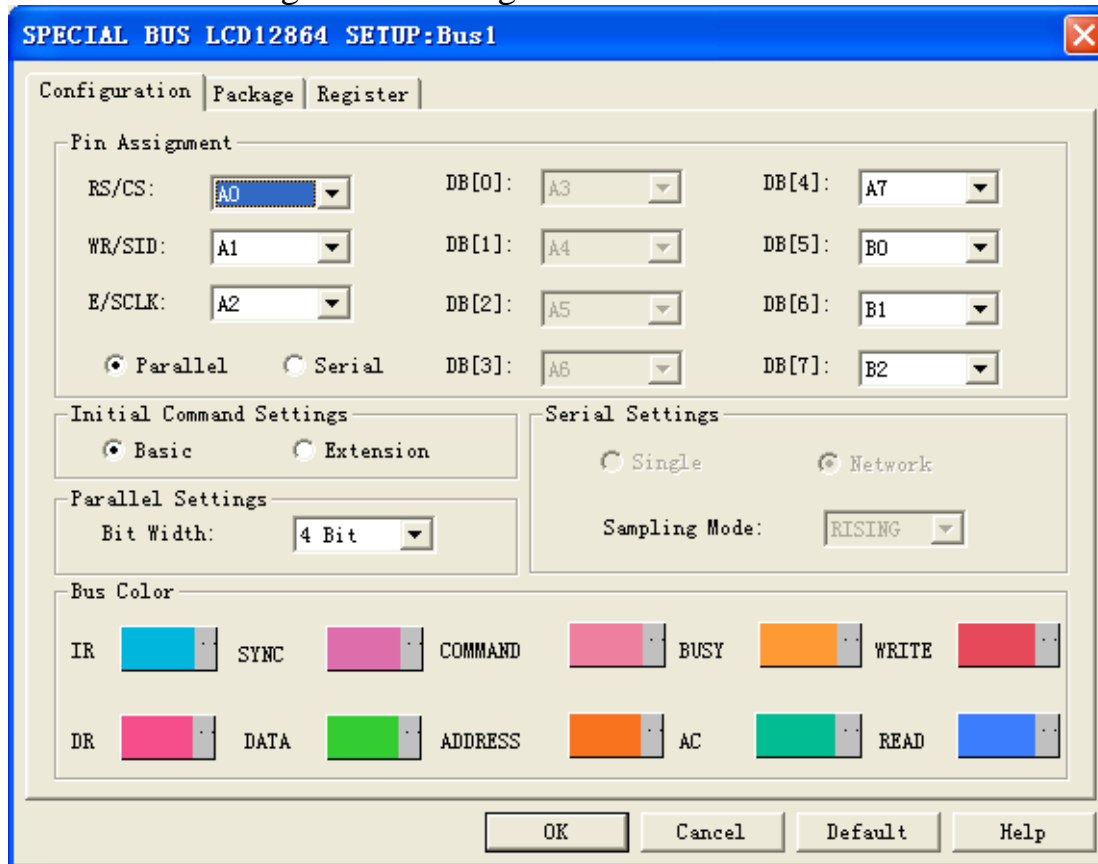 SPECIAL BUS LCD12864 SETUP:Bus1
Configuration Package Register
Pin Assignment
RS/CS: A0 DB[0]: A3 DB[4]: A7
WR/SID: A1 DB[1]: A4 DB[5]: B0
E/SCLK: A2 DB[2]: A5 DB[6]: B1
Parallel Serial DB[3]: A6 DB[7]: B2
Initial Command Settings Serial Settings
Basic Extension Single Network
Parallel Settings
Bit Width: 4 Bit Sampling Mode: RISING
Bus Color
IR SYNC COMMAND BUSY WRITE
DR DATA ADDRESS AC READ
OK Cancel Default Help